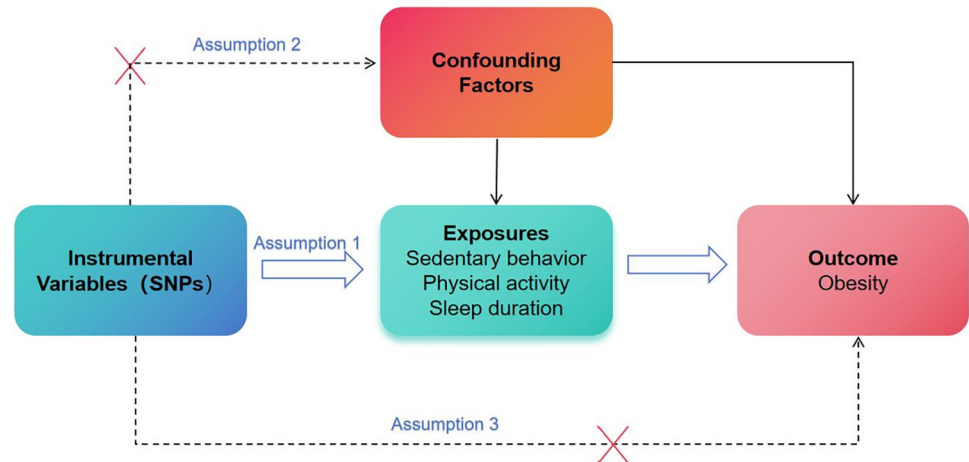 Assumption 2
Confounding
Factors
Instrumental
Variables（SNPs）
Assumption 1
Exposures
Sedentary behavior
Physical activity
Sleep duration
Outcome
Obesity
Assumption 3